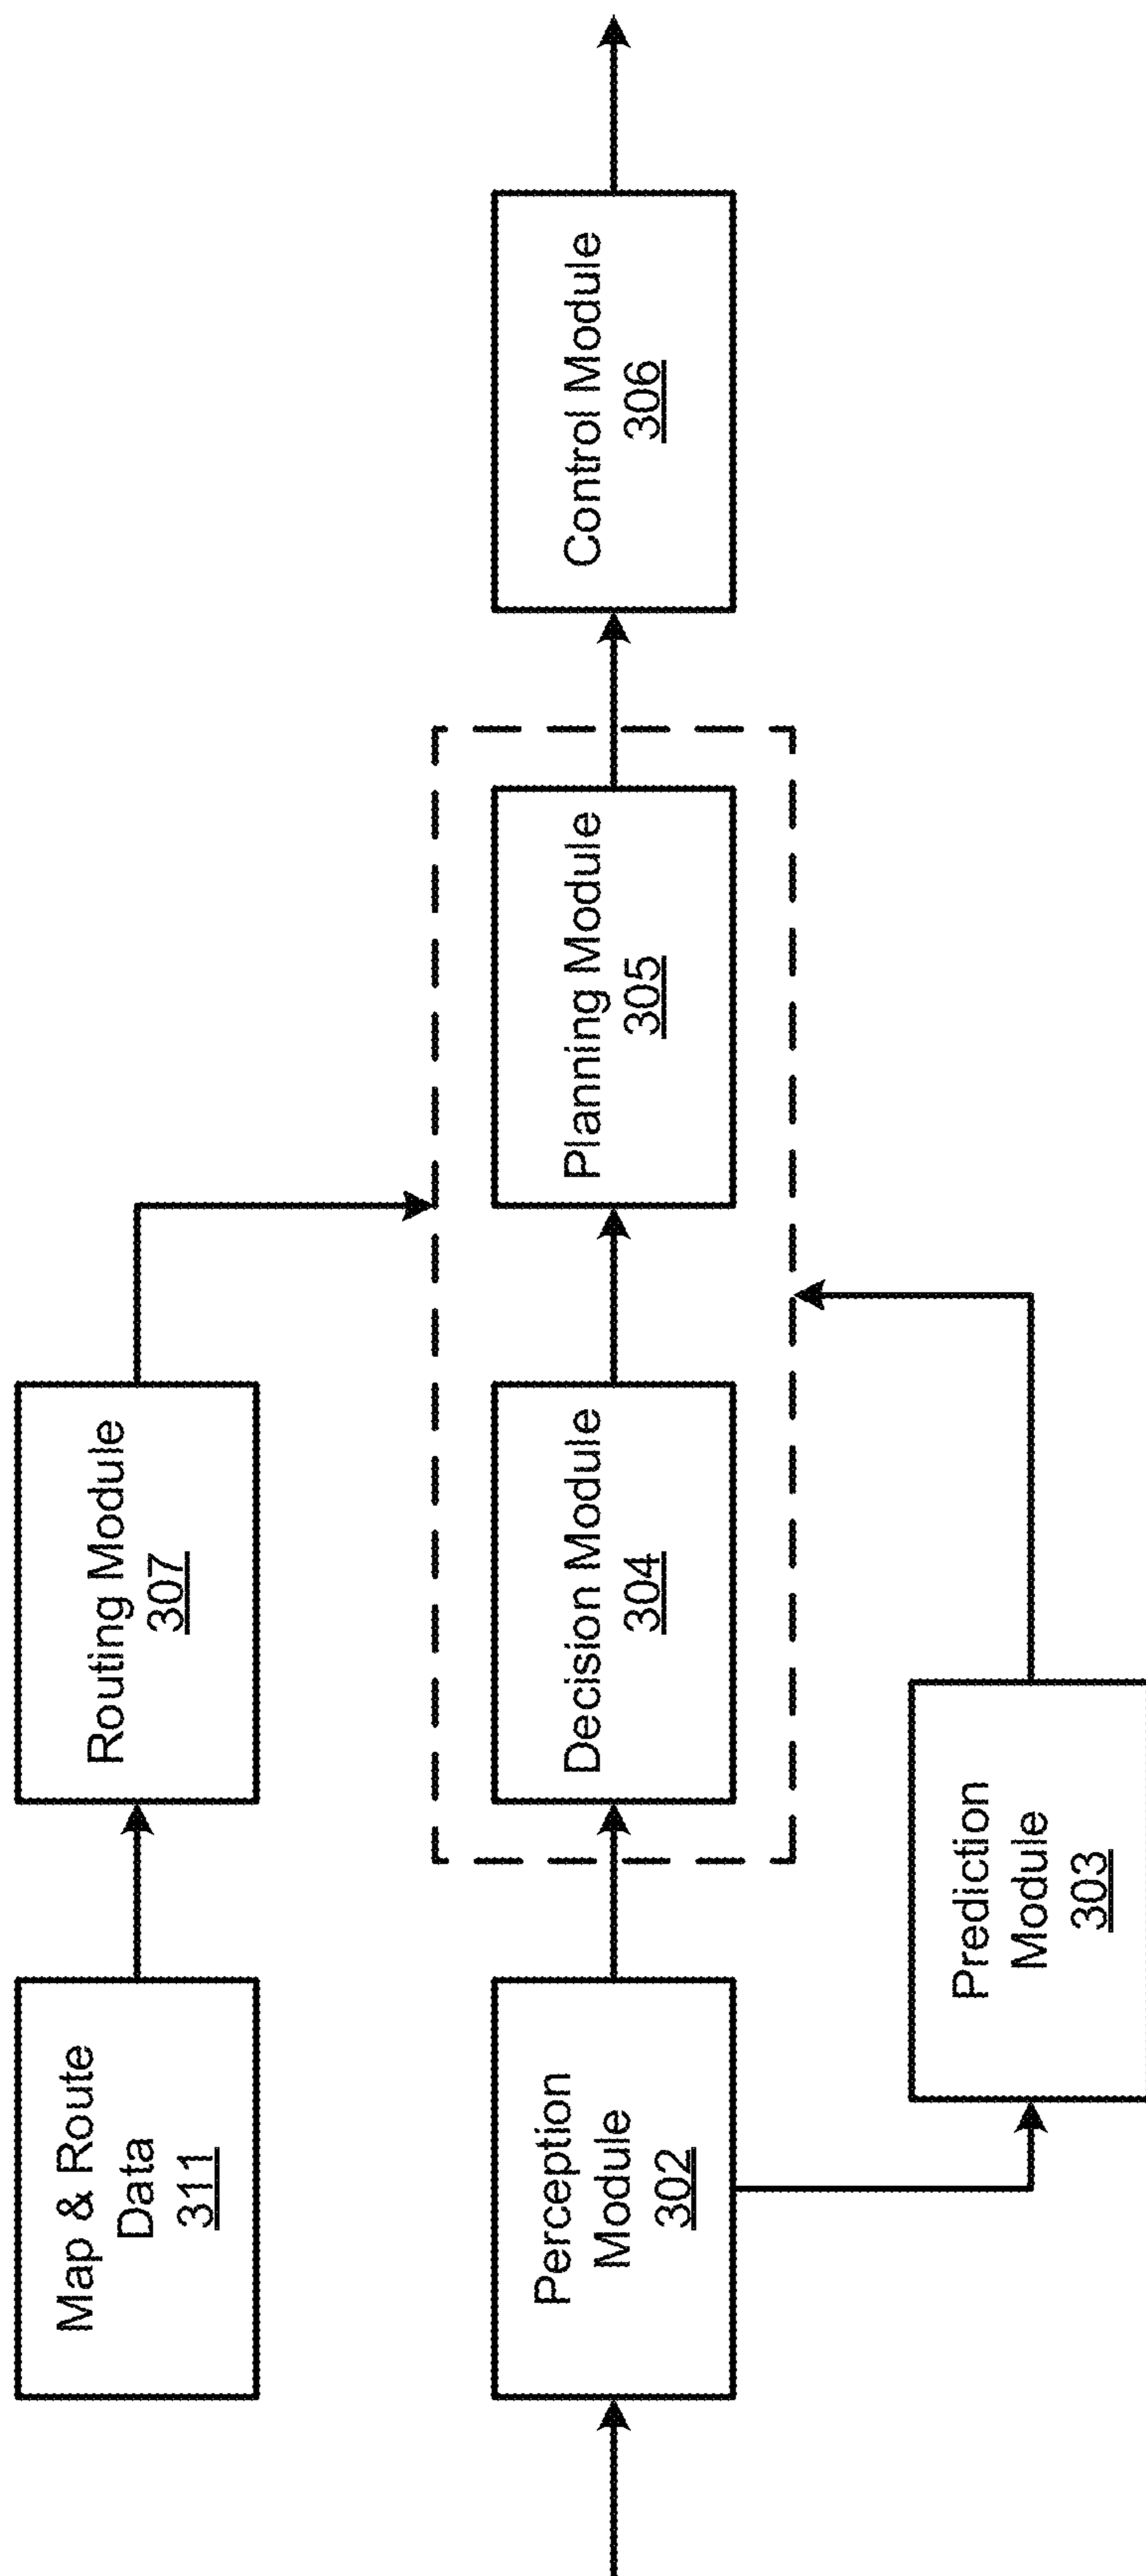 Map & Route
Data
311
Routing Module
307
Perception
Module
302
Decision Module
304
Planning Module
305
Control Module
306
Prediction
Module
303